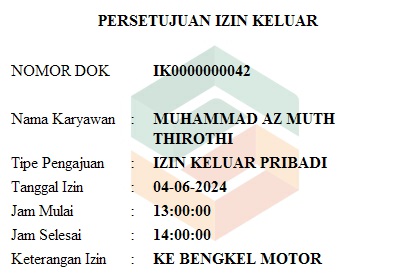 PERSETUJUAN IZIN KELUAR
NOMOR DOK IK0000000042
Nama Karyawan : MUHAMMAD AZ MUTH
THIROTHI
Tipe Pengajuan : IZIN KELUAR PRIBADI
Tanggal Izin : 04-06-2024
Jam Mulai : 13:00:00
Jam Selesai : 14:00:00
Keterangan Izin : KE BENGKEL MOTOR